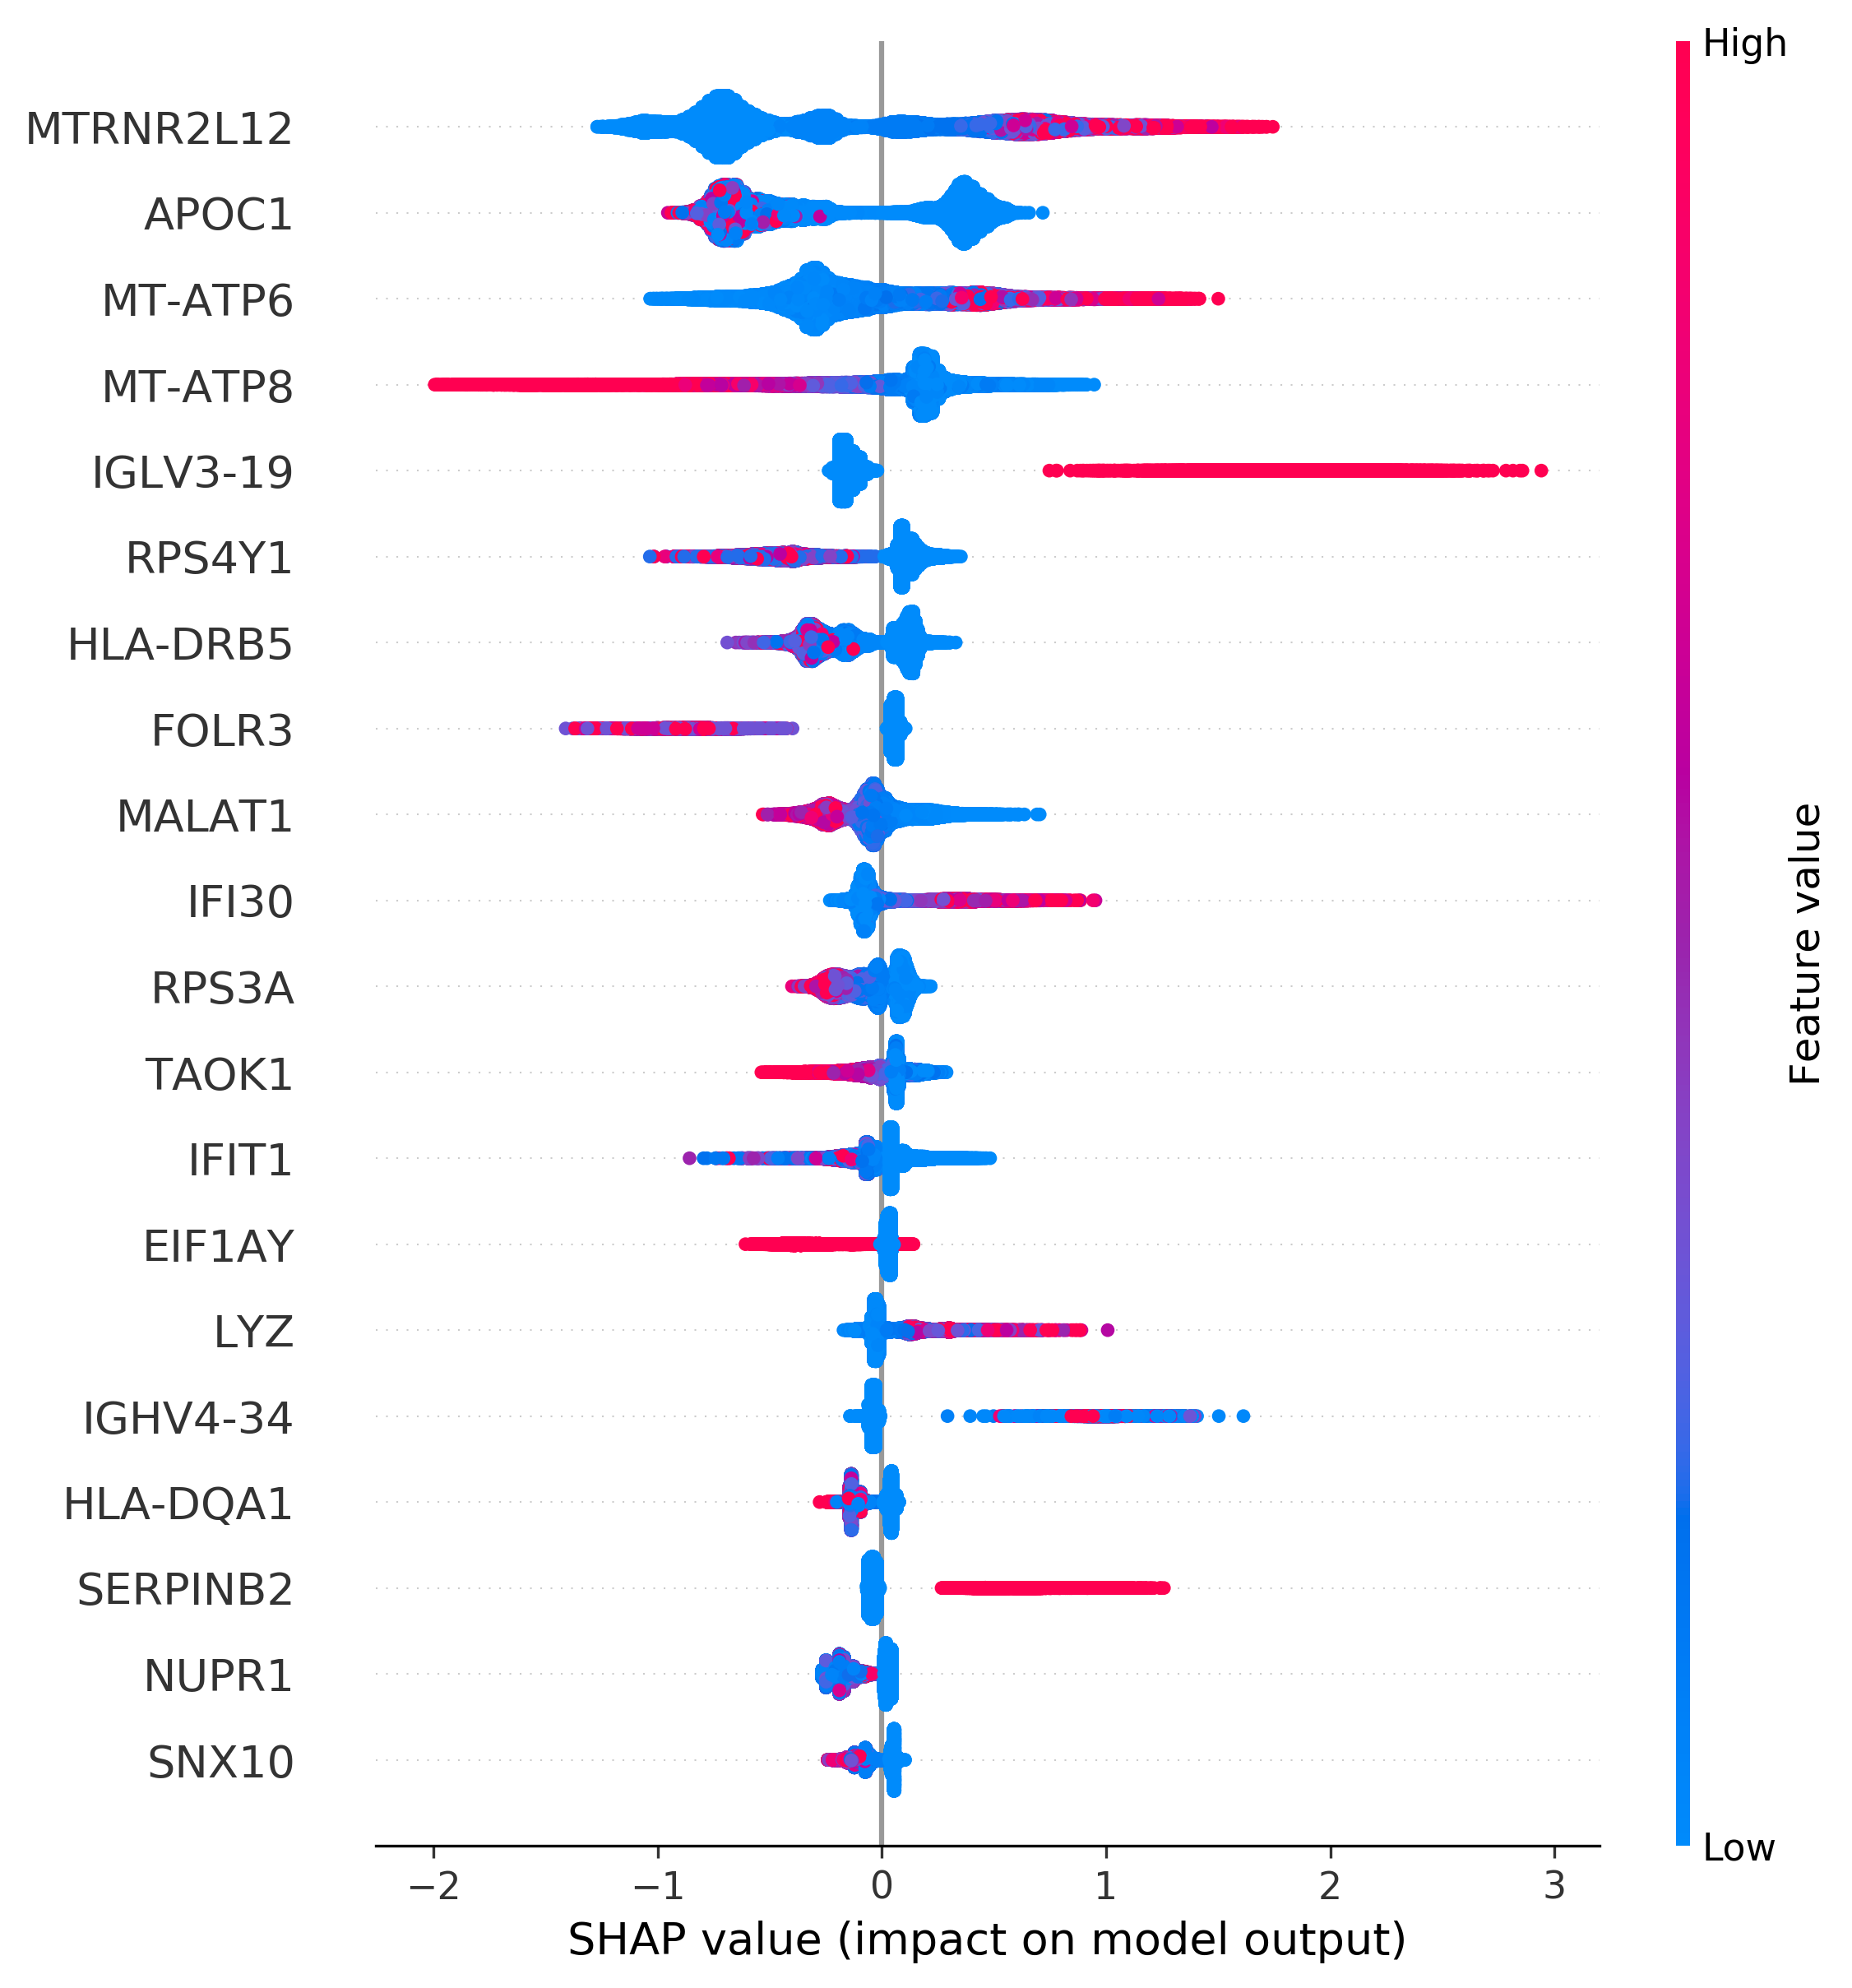 High
MTRNR2L12
APOC1
MT-ATP6
MT-ATP8
IGLV3-19
RPS4Y1
HLA-DRB5
FOLR3
MALAT1
IFI30
RPS3A
TAOK1
IFIT1
EIF1AY
LYZ
IGHV4-34
HLA-DQA1
SERPINB2
NUPR1
SNX10
Feature value
Low
−2 −1 0 1 2 3
SHAP value (impact on model output)